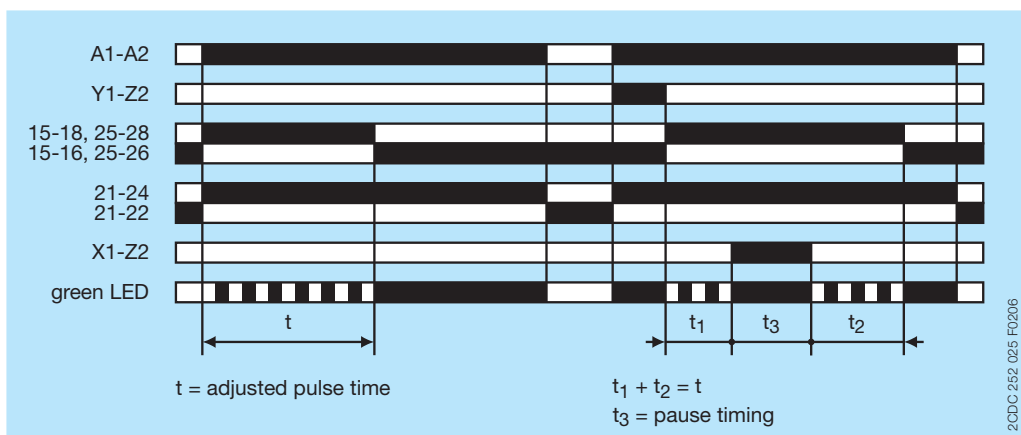 A1-A2
Y1-Z2
15-18, 25-28
15-16, 25-26
21-24
21-22
X1-Z2
green LED
t
t1
t3
t2
t = adjusted pulse time
t1 + t2 = t
t3 = pause timing
2CDC 252 025 F0206